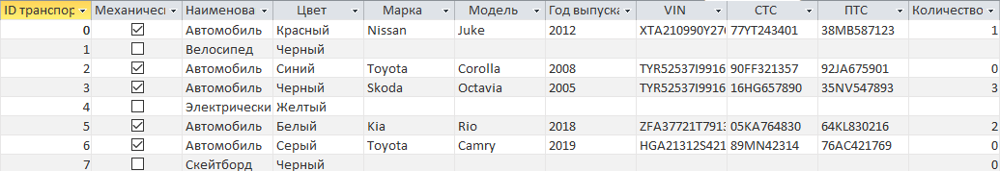 ID транспор Механическ Наименова Цвет Марка Модель Год выпуска VIN СТС ПТС Количество
0 Автомобиль Красный Nissan Juke 2012 XTA210990Y276 77YT243401 38MB587123 1
1 Велосипед Черный
2 Автомобиль Синий Toyota Corolla 2008 TYR52537I9916 90FF321357 92JA675901 0
3 Автомобиль Черный Skoda Octavia 2005 TYR52537I9916 16HG657890 35NV547893 3
4 Электрически Желтый
5 Автомобиль Белый Kia Rio 2018 ZFA37721T7913 05KA764830 64KL830216 2
6 Автомобиль Серый Toyota Camry 2019 HGA21312S421 89MN42314 76AC421769 0
7 Скейтборд Черный 0